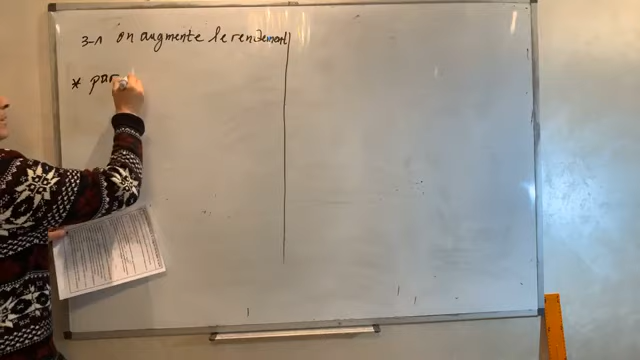 3-1 on augmente le rendement
* par